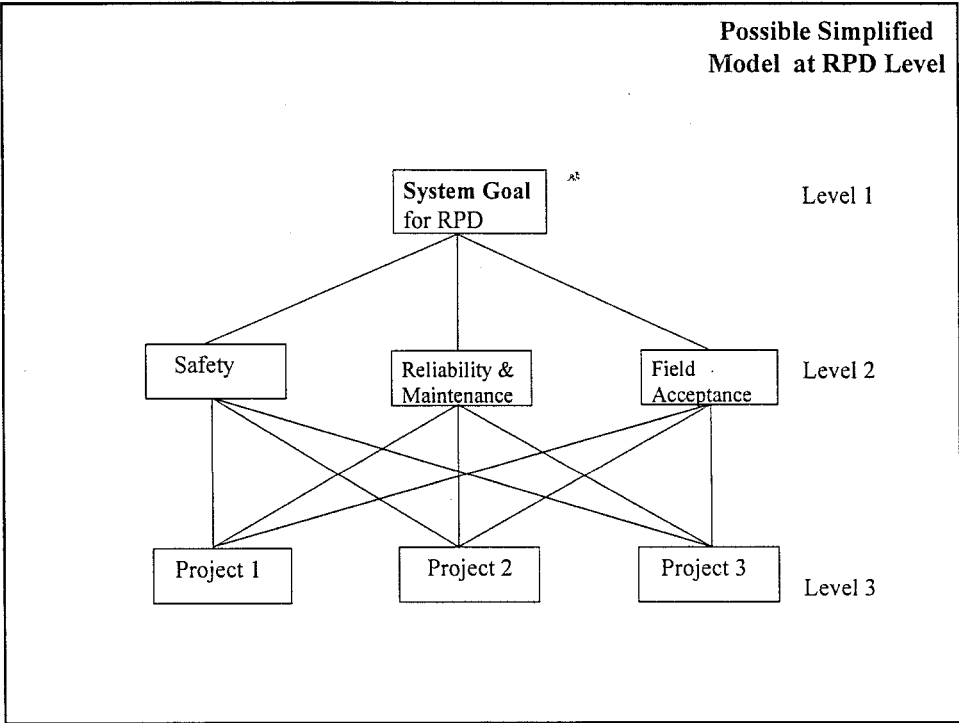 Possible Simplified
Model at RPD Level
System Goal
for RPD
Level 1
Safety
Reliability &
Maintenance
Field
Acceptance
Level 2
Project 1
Project 2
Project 3
Level 3